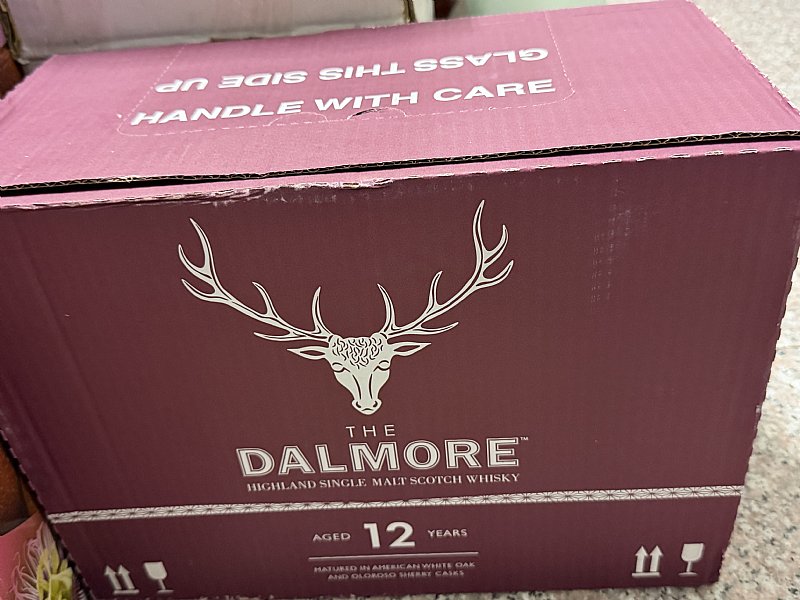 GLASS THIS SIDE UP
HANDLE WITH CARE
THE
DALMORE™
HIGHLAND SINGLE MALT SCOTCH WHISKY
AGED 12 YEARS
MATURED IN AMERICAN WHITE OAK
AND OLOROSO SHERRY CASKS